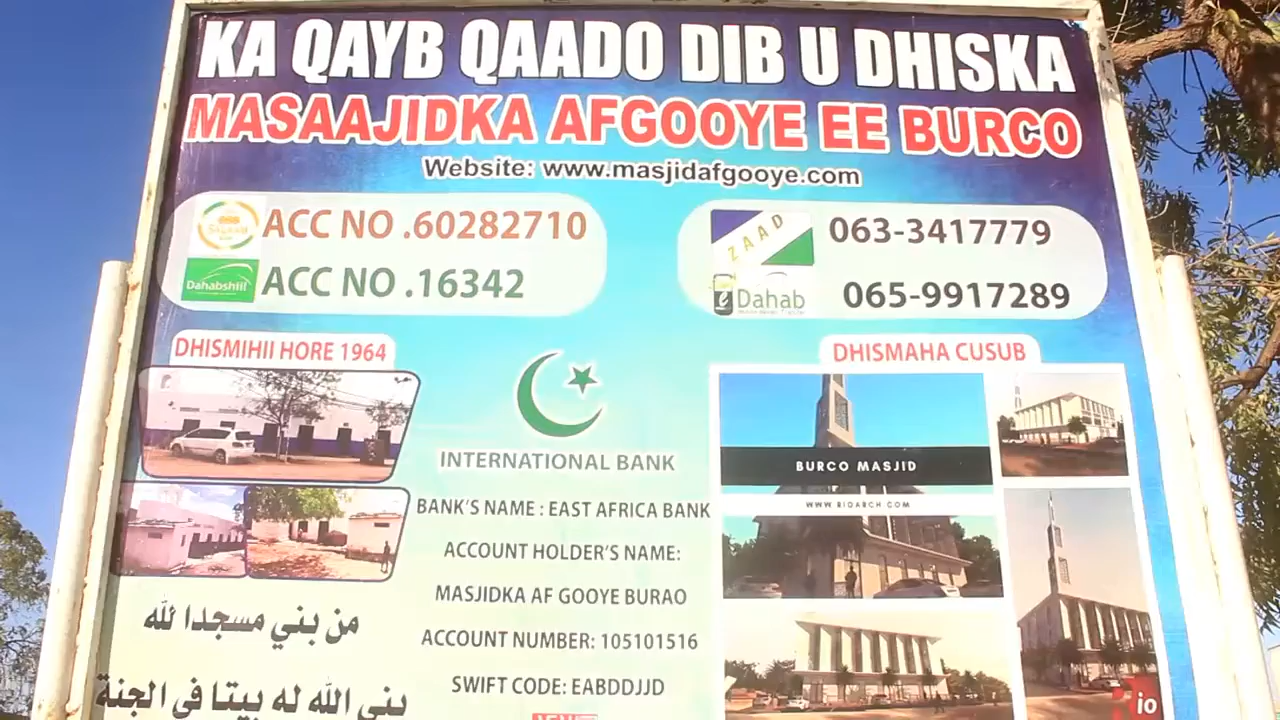 KA QAYB QAADO DIB U DHISKA
MASAAJIDKA AFGOOYE EE BURCO
Website: www.masjidafgooye.com
SALAAM
ACC NO .60282710
Dahabshiil
ACC NO .16342
ZAAD
063-3417779
eDahab
065-9917289
DHISMIHII HORE 1964
DHISMAHA CUSUB
INTERNATIONAL BANK
BANK'S NAME : EAST AFRICA BANK
ACCOUNT HOLDER'S NAME:
MASJIDKA AF GOOYE BURAO
ACCOUNT NUMBER: 105101516
SWIFT CODE: EABDDJJD
BURCO MASJID
WWW.BIOARCH.COM
io
من بني مسجدا لله
بني الله له بيتا في الجنة